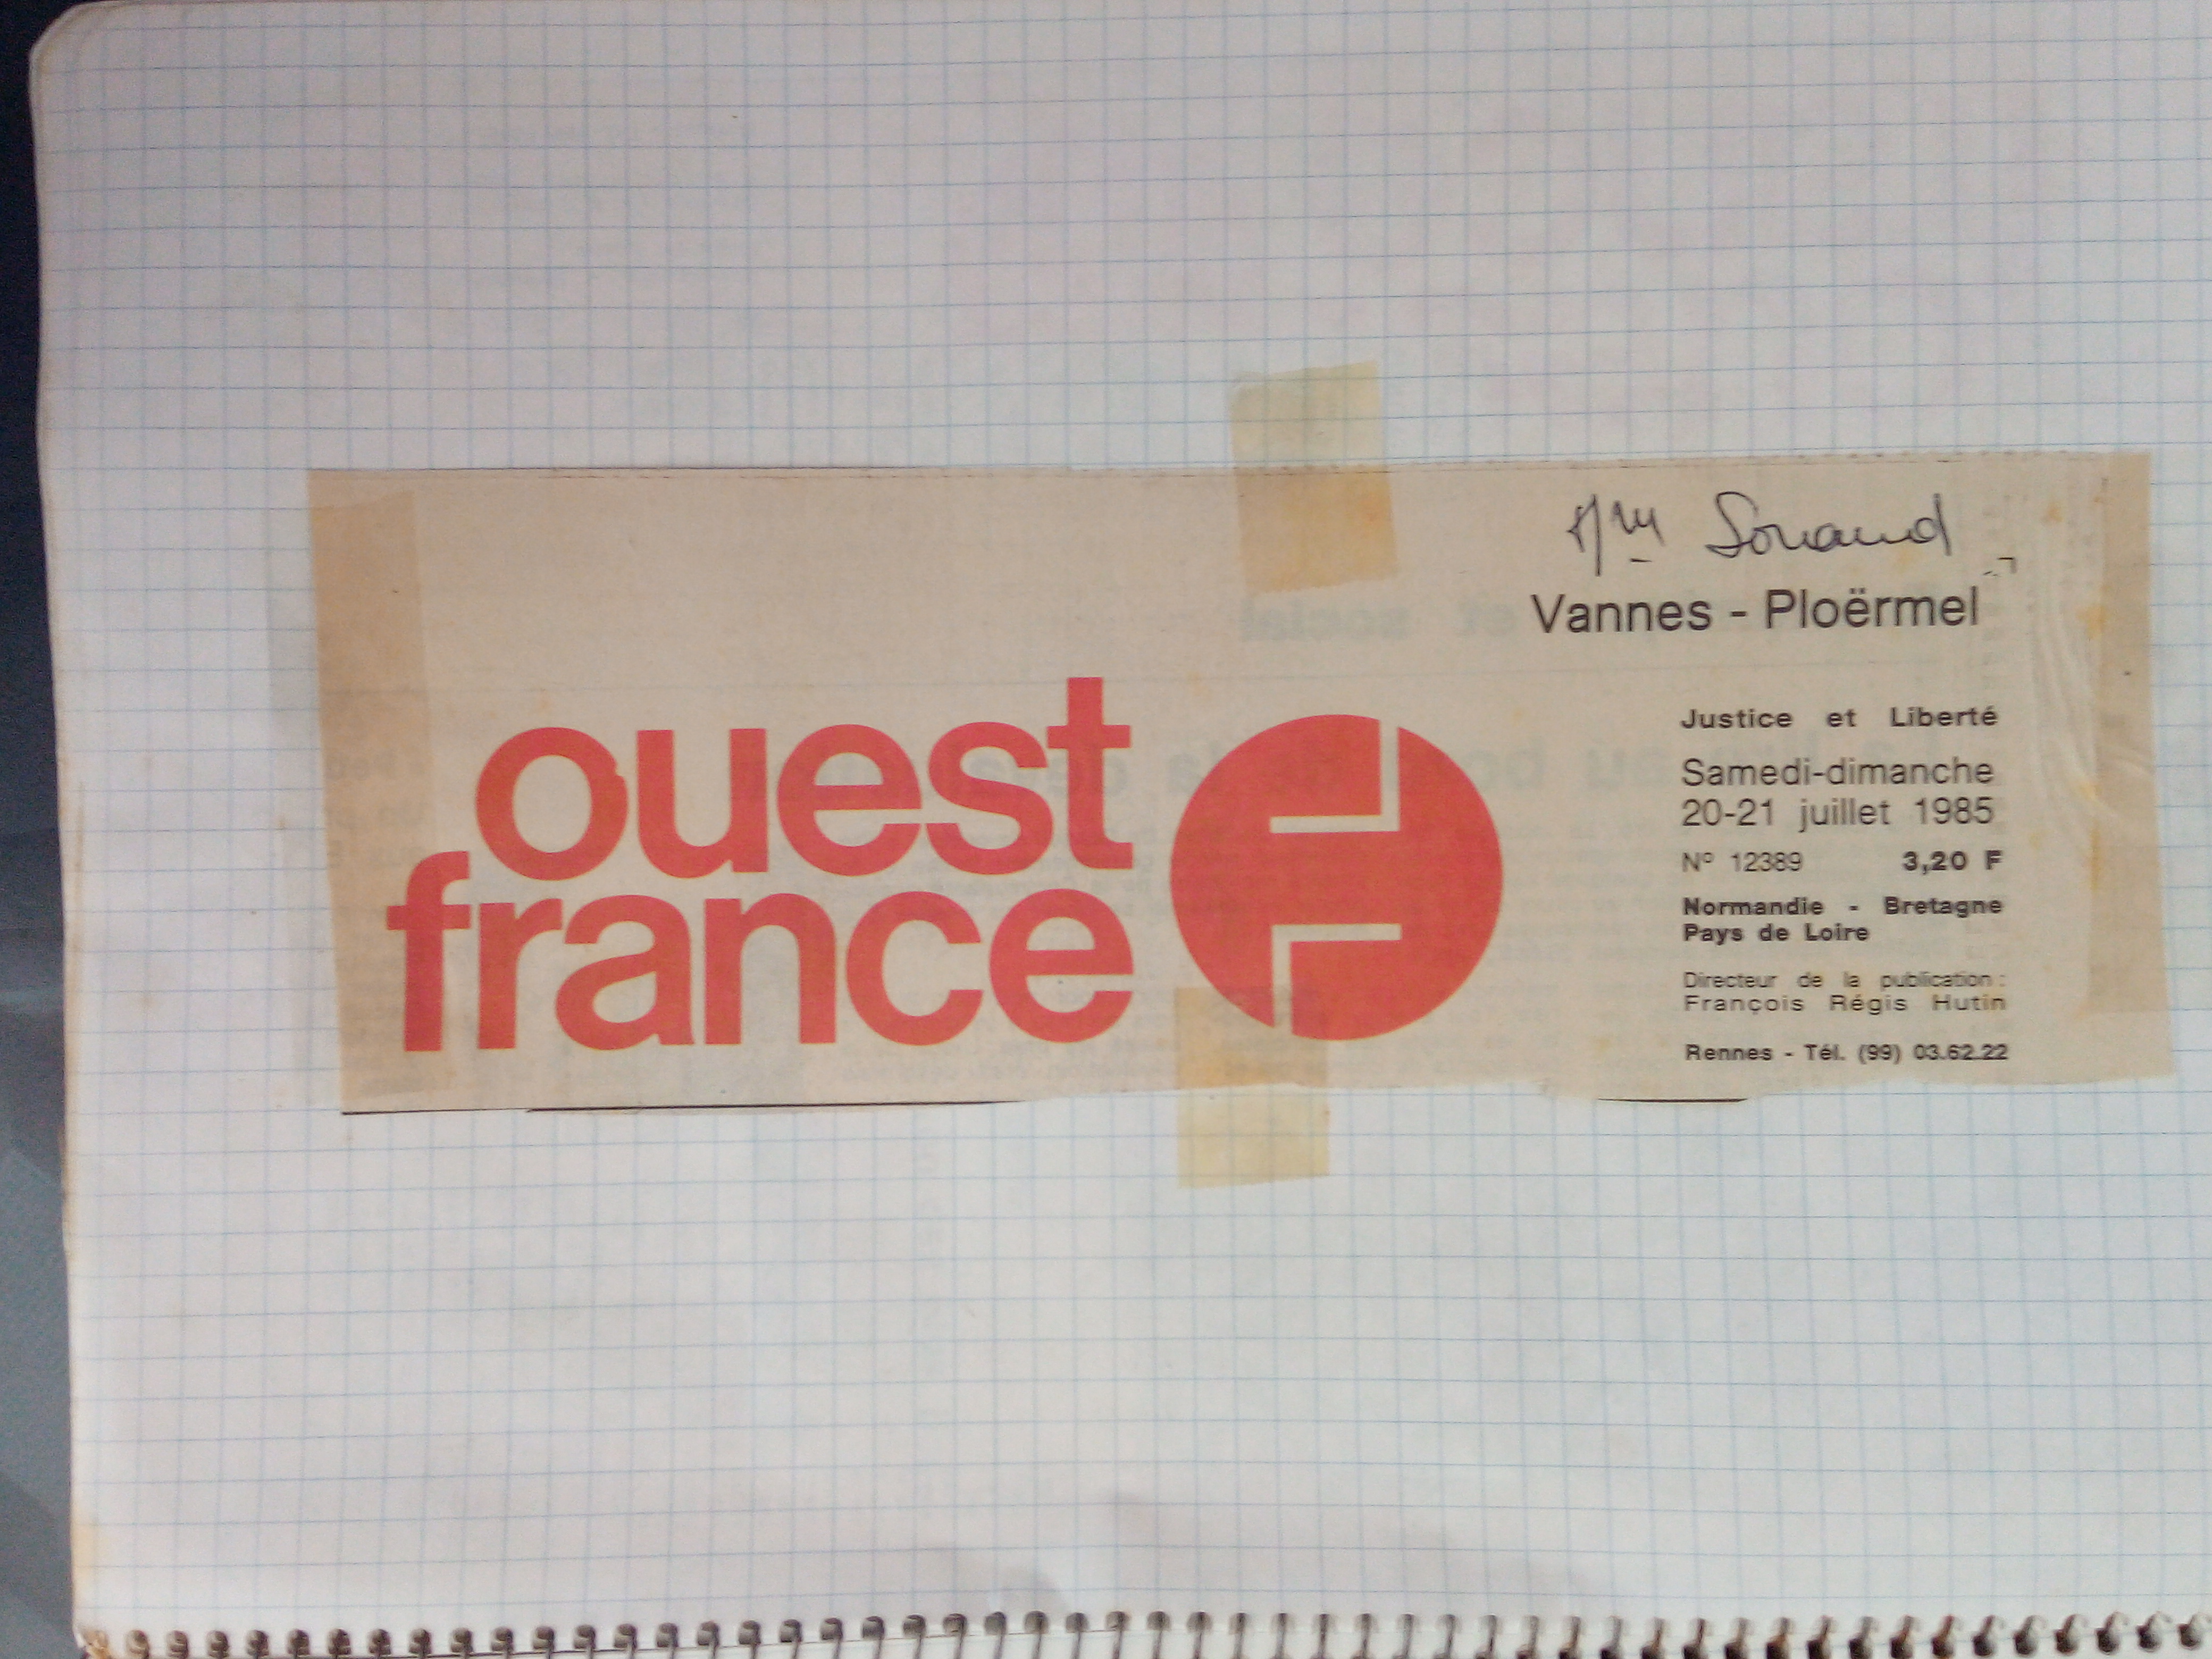 Vannes - Ploërmel
ouest
france
Justice et Liberté
Samedi-dimanche
20-21 juillet 1985
Nº 12389 3,20 F
Normandie - Bretagne
Pays de Loire
Directeur de la publication :
François Régis Hutin
Rennes - Tél. (99) 03.62.22